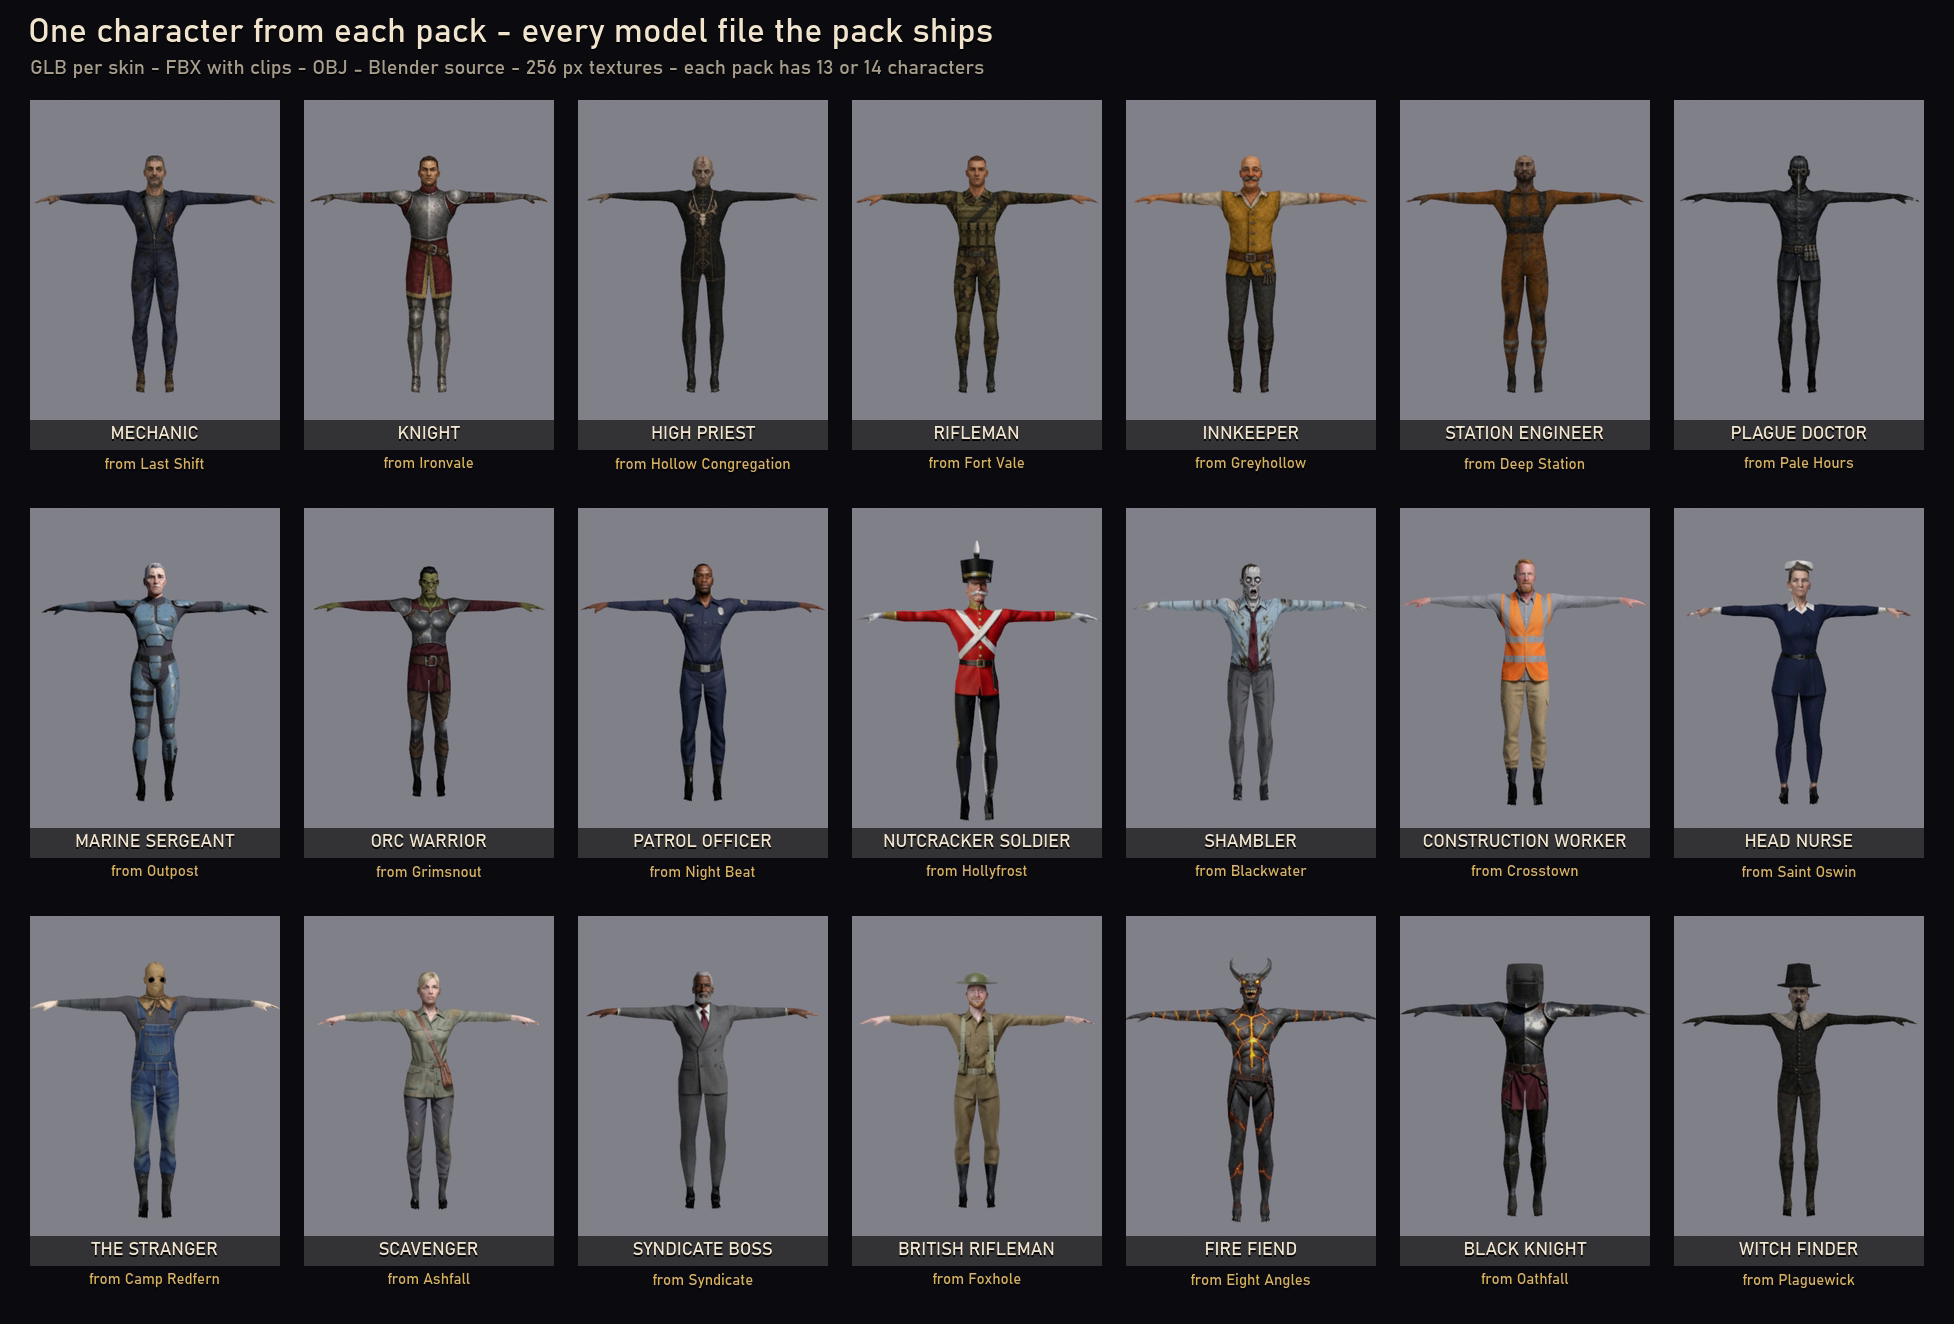 One character from each pack - every model file the pack ships
GLB per skin - FBX with clips - OBJ - Blender source - 256 px textures - each pack has 13 or 14 characters
MECHANIC
from Last Shift
KNIGHT
from Ironvale
HIGH PRIEST
from Hollow Congregation
RIFLEMAN
from Fort Vale
INNKEEPER
from Greyhollow
STATION ENGINEER
from Deep Station
PLAGUE DOCTOR
from Pale Hours
MARINE SERGEANT
from Outpost
ORC WARRIOR
from Grimsnout
PATROL OFFICER
from Night Beat
NUTCRACKER SOLDIER
from Hollyfrost
SHAMBLER
from Blackwater
CONSTRUCTION WORKER
from Crosstown
HEAD NURSE
from Saint Oswin
THE STRANGER
from Camp Redfern
SCAVENGER
from Ashfall
SYNDICATE BOSS
from Syndicate
BRITISH RIFLEMAN
from Foxhole
FIRE FIEND
from Eight Angles
BLACK KNIGHT
from Oathfall
WITCH FINDER
from Plaguewick